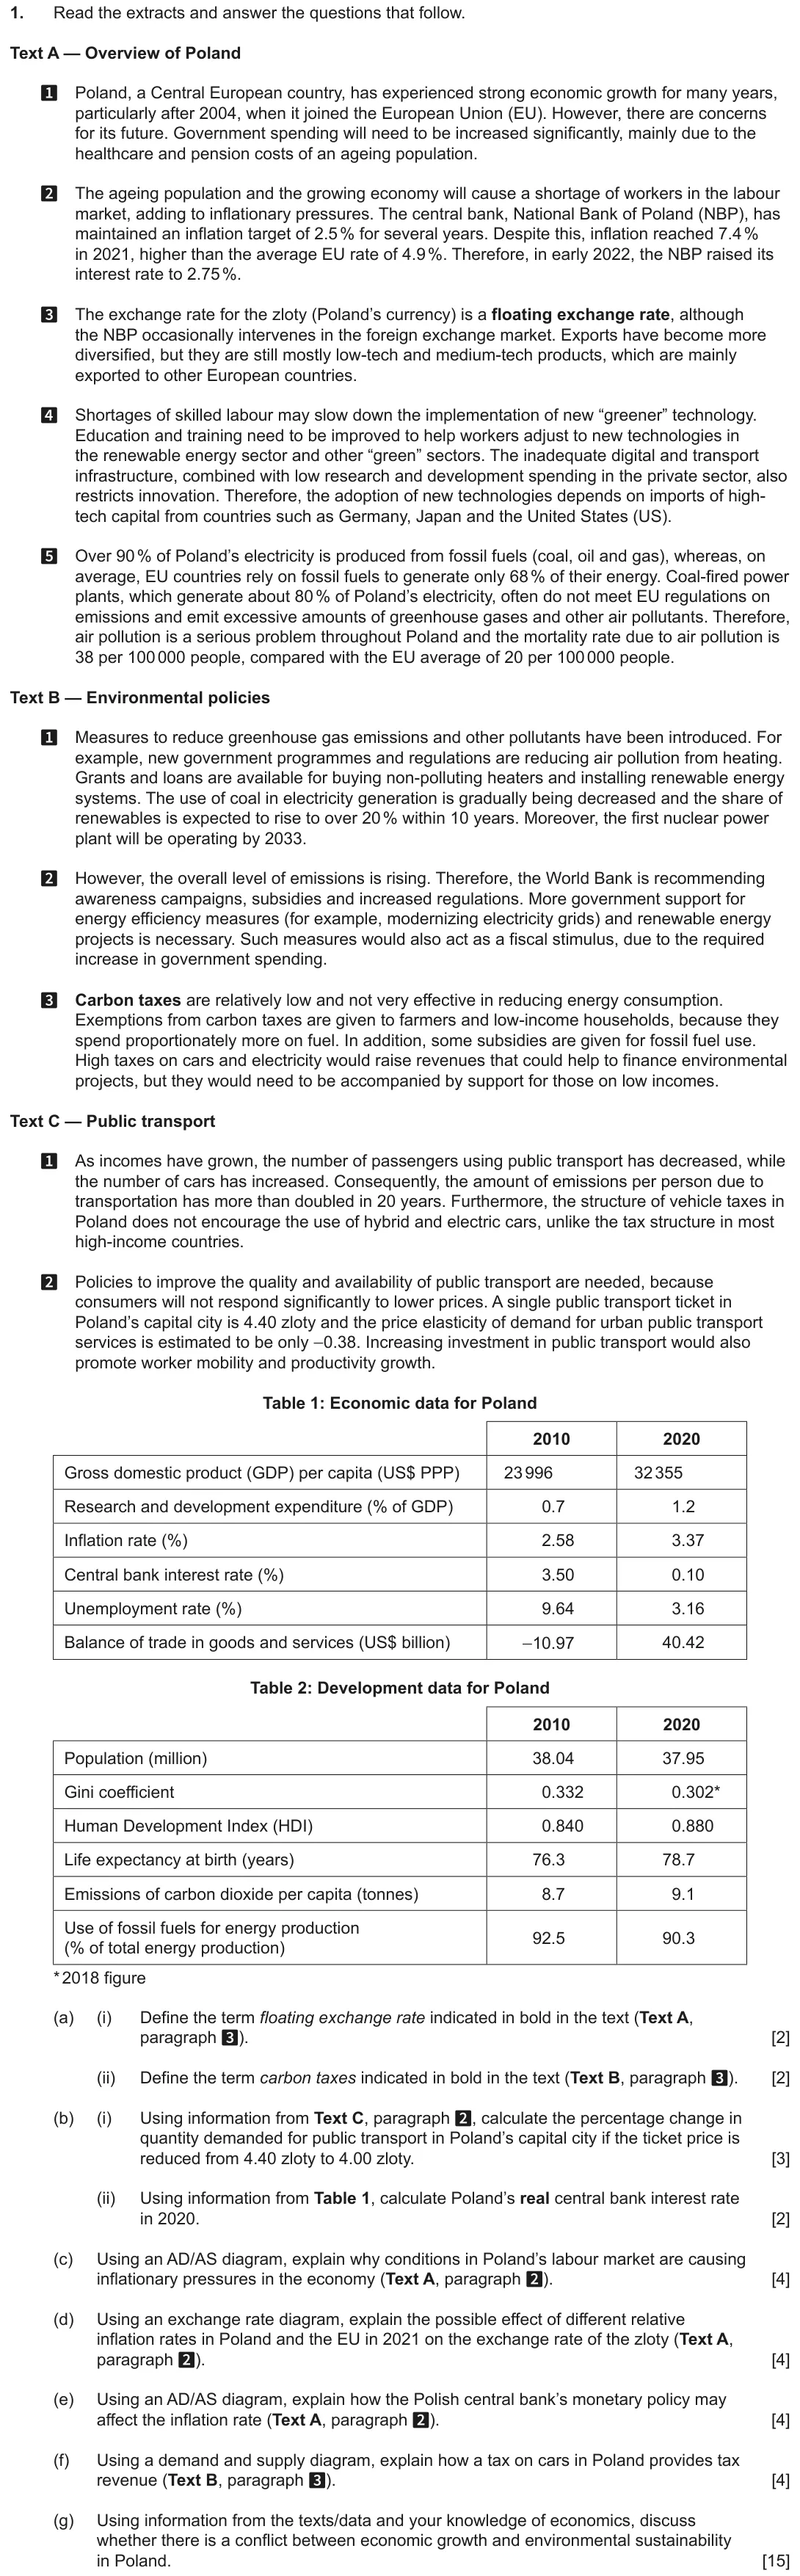 1. Read the extracts and answer the questions that follow.
Text A — Overview of Poland
1 Poland, a Central European country, has experienced strong economic growth for many years,
particularly after 2004, when it joined the European Union (EU). However, there are concerns
for its future. Government spending will need to be increased significantly, mainly due to the
healthcare and pension costs of an ageing population.
2 The ageing population and the growing economy will cause a shortage of workers in the labour
market, adding to inflationary pressures. The central bank, National Bank of Poland (NBP), has
maintained an inflation target of 2.5 % for several years. Despite this, inflation reached 7.4 %
in 2021, higher than the average EU rate of 4.9 %. Therefore, in early 2022, the NBP raised its
interest rate to 2.75 %.
3 The exchange rate for the zloty (Poland's currency) is a floating exchange rate, although
the NBP occasionally intervenes in the foreign exchange market. Exports have become more
diversified, but they are still mostly low-tech and medium-tech products, which are mainly
exported to other European countries.
4 Shortages of skilled labour may slow down the implementation of new “greener” technology.
Education and training need to be improved to help workers adjust to new technologies in
the renewable energy sector and other “green” sectors. The inadequate digital and transport
infrastructure, combined with low research and development spending in the private sector, also
restricts innovation. Therefore, the adoption of new technologies depends on imports of high-
tech capital from countries such as Germany, Japan and the United States (US).
5 Over 90 % of Poland's electricity is produced from fossil fuels (coal, oil and gas), whereas, on
average, EU countries rely on fossil fuels to generate only 68 % of their energy. Coal-fired power
plants, which generate about 80 % of Poland's electricity, often do not meet EU regulations on
emissions and emit excessive amounts of greenhouse gases and other air pollutants. Therefore,
air pollution is a serious problem throughout Poland and the mortality rate due to air pollution is
38 per 100 000 people, compared with the EU average of 20 per 100 000 people.
Text B — Environmental policies
1 Measures to reduce greenhouse gas emissions and other pollutants have been introduced. For
example, new government programmes and regulations are reducing air pollution from heating.
Grants and loans are available for buying non-polluting heaters and installing renewable energy
systems. The use of coal in electricity generation is gradually being decreased and the share of
renewables is expected to rise to over 20 % within 10 years. Moreover, the first nuclear power
plant will be operating by 2033.
2 However, the overall level of emissions is rising. Therefore, the World Bank is recommending
awareness campaigns, subsidies and increased regulations. More government support for
energy efficiency measures (for example, modernizing electricity grids) and renewable energy
projects is necessary. Such measures would also act as a fiscal stimulus, due to the required
increase in government spending.
3 Carbon taxes are relatively low and not very effective in reducing energy consumption.
Exemptions from carbon taxes are given to farmers and low-income households, because they
spend proportionately more on fuel. In addition, some subsidies are given for fossil fuel use.
High taxes on cars and electricity would raise revenues that could help to finance environmental
projects, but they would need to be accompanied by support for those on low incomes.
Text C — Public transport
1 As incomes have grown, the number of passengers using public transport has decreased, while
the number of cars has increased. Consequently, the amount of emissions per person due to
transportation has more than doubled in 20 years. Furthermore, the structure of vehicle taxes in
Poland does not encourage the use of hybrid and electric cars, unlike the tax structure in most
high-income countries.
2 Policies to improve the quality and availability of public transport are needed, because
consumers will not respond significantly to lower prices. A single public transport ticket in
Poland's capital city is 4.40 zloty and the price elasticity of demand for urban public transport
services is estimated to be only −0.38. Increasing investment in public transport would also
promote worker mobility and productivity growth.
Table 1: Economic data for Poland
2010 2020
Gross domestic product (GDP) per capita (US$ PPP) 23 996 32 355
Research and development expenditure (% of GDP) 0.7 1.2
Inflation rate (%) 2.58 3.37
Central bank interest rate (%) 3.50 0.10
Unemployment rate (%) 9.64 3.16
Balance of trade in goods and services (US$ billion) −10.97 40.42
Table 2: Development data for Poland
2010 2020
Population (million) 38.04 37.95
Gini coefficient 0.332 0.302*
Human Development Index (HDI) 0.840 0.880
Life expectancy at birth (years) 76.3 78.7
Emissions of carbon dioxide per capita (tonnes) 8.7 9.1
Use of fossil fuels for energy production
(% of total energy production) 92.5 90.3
* 2018 figure
(a) (i) Define the term floating exchange rate indicated in bold in the text (Text A,
paragraph 3). [2]
(ii) Define the term carbon taxes indicated in bold in the text (Text B, paragraph 3). [2]
(b) (i) Using information from Text C, paragraph 2, calculate the percentage change in
quantity demanded for public transport in Poland's capital city if the ticket price is
reduced from 4.40 zloty to 4.00 zloty. [3]
(ii) Using information from Table 1, calculate Poland's real central bank interest rate
in 2020. [2]
(c) Using an AD/AS diagram, explain why conditions in Poland's labour market are causing
inflationary pressures in the economy (Text A, paragraph 2). [4]
(d) Using an exchange rate diagram, explain the possible effect of different relative
inflation rates in Poland and the EU in 2021 on the exchange rate of the zloty (Text A,
paragraph 2). [4]
(e) Using an AD/AS diagram, explain how the Polish central bank's monetary policy may
affect the inflation rate (Text A, paragraph 2). [4]
(f) Using a demand and supply diagram, explain how a tax on cars in Poland provides tax
revenue (Text B, paragraph 3). [4]
(g) Using information from the texts/data and your knowledge of economics, discuss
whether there is a conflict between economic growth and environmental sustainability
in Poland. [15]